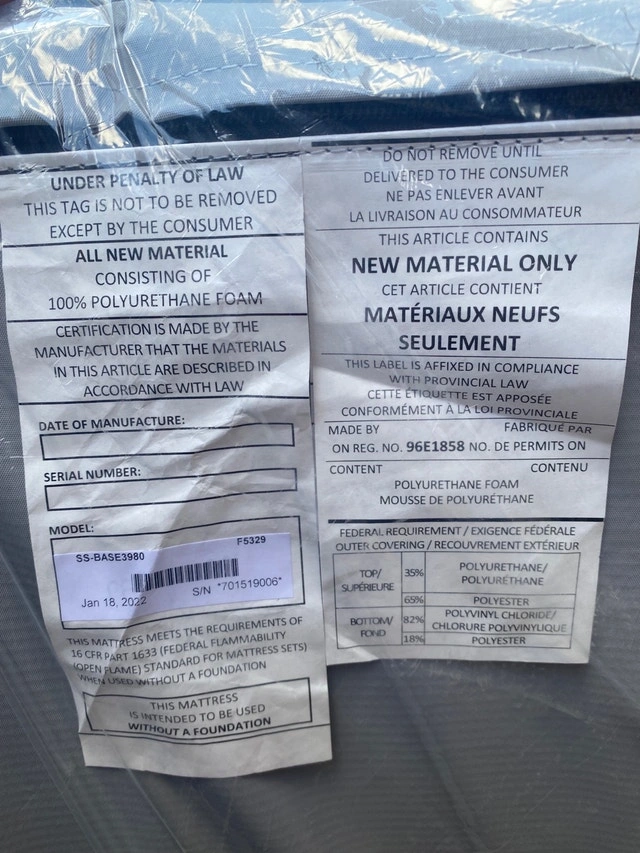 UNDER PENALTY OF LAW
THIS TAG IS NOT TO BE REMOVED
EXCEPT BY THE CONSUMER
ALL NEW MATERIAL
CONSISTING OF
100% POLYURETHANE FOAM
CERTIFICATION IS MADE BY THE
MANUFACTURER THAT THE MATERIALS
IN THIS ARTICLE ARE DESCRIBED IN
ACCORDANCE WITH LAW
DATE OF MANUFACTURE:
SERIAL NUMBER:
MODEL:
SS-BASE3980 F5329
Jan 18, 2022 S/N *701519006*
THIS MATTRESS MEETS THE REQUIREMENTS OF
16 CFR PART 1633 (FEDERAL FLAMMABILITY
(OPEN FLAME) STANDARD FOR MATTRESS SETS)
WHEN USED WITHOUT A FOUNDATION
THIS MATTRESS
IS INTENDED TO BE USED
WITHOUT A FOUNDATION
DO NOT REMOVE UNTIL
DELIVERED TO THE CONSUMER
NE PAS ENLEVER AVANT
LA LIVRAISON AU CONSOMMATEUR
THIS ARTICLE CONTAINS
NEW MATERIAL ONLY
CET ARTICLE CONTIENT
MATÉRIAUX NEUFS
SEULEMENT
THIS LABEL IS AFFIXED IN COMPLIANCE
WITH PROVINCIAL LAW
CETTE ÉTIQUETTE EST APPOSÉE
CONFORMÉMENT À LA LOI PROVINCIALE
MADE BY FABRIQUÉ PAR
ON REG. NO. 96E1858 NO. DE PERMITS ON
CONTENT CONTENU
POLYURETHANE FOAM
MOUSSE DE POLYURÉTHANE
FEDERAL REQUIREMENT / EXIGENCE FÉDÉRALE
OUTER COVERING / RECOUVREMENT EXTÉRIEUR
TOP/ SUPÉRIEURE 35% POLYURETHANE/
POLYURÉTHANE
65% POLYESTER
BOTTOM/ FOND 82% POLYVINYL CHLORIDE/
CHLORURE POLYVINYLIQUE
18% POLYESTER